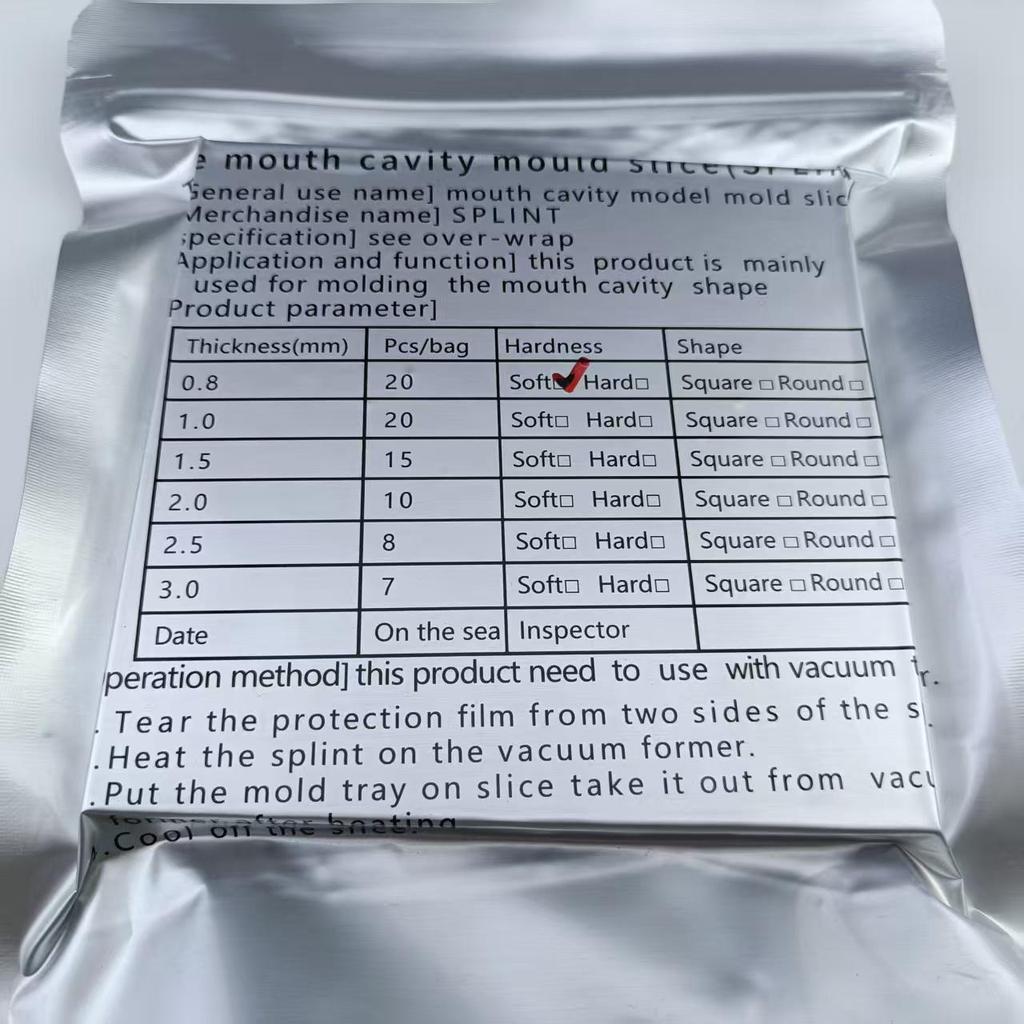 e mouth cavity mould slice(SPLIN
General use name] mouth cavity model mold slic
Merchandise name] SPLINT
specification] see over-wrap
Application and function] this product is mainly
used for molding the mouth cavity shape
Product parameter]
Thickness(mm) Pcs/bag Hardness Shape
0.8 20 Soft☑ Hard□ Square □ Round □
1.0 20 Soft□ Hard□ Square □ Round □
1.5 15 Soft□ Hard□ Square □ Round □
2.0 10 Soft□ Hard□ Square □ Round □
2.5 8 Soft□ Hard□ Square □ Round □
3.0 7 Soft□ Hard□ Square □ Round □
Date On the sea Inspector
peration method] this product need to use with vacuum
. Tear the protection film from two sides of the s
.Heat the splint on the vacuum former.
.Put the mold tray on slice take it out from vacu
former after heating
.Cool off the